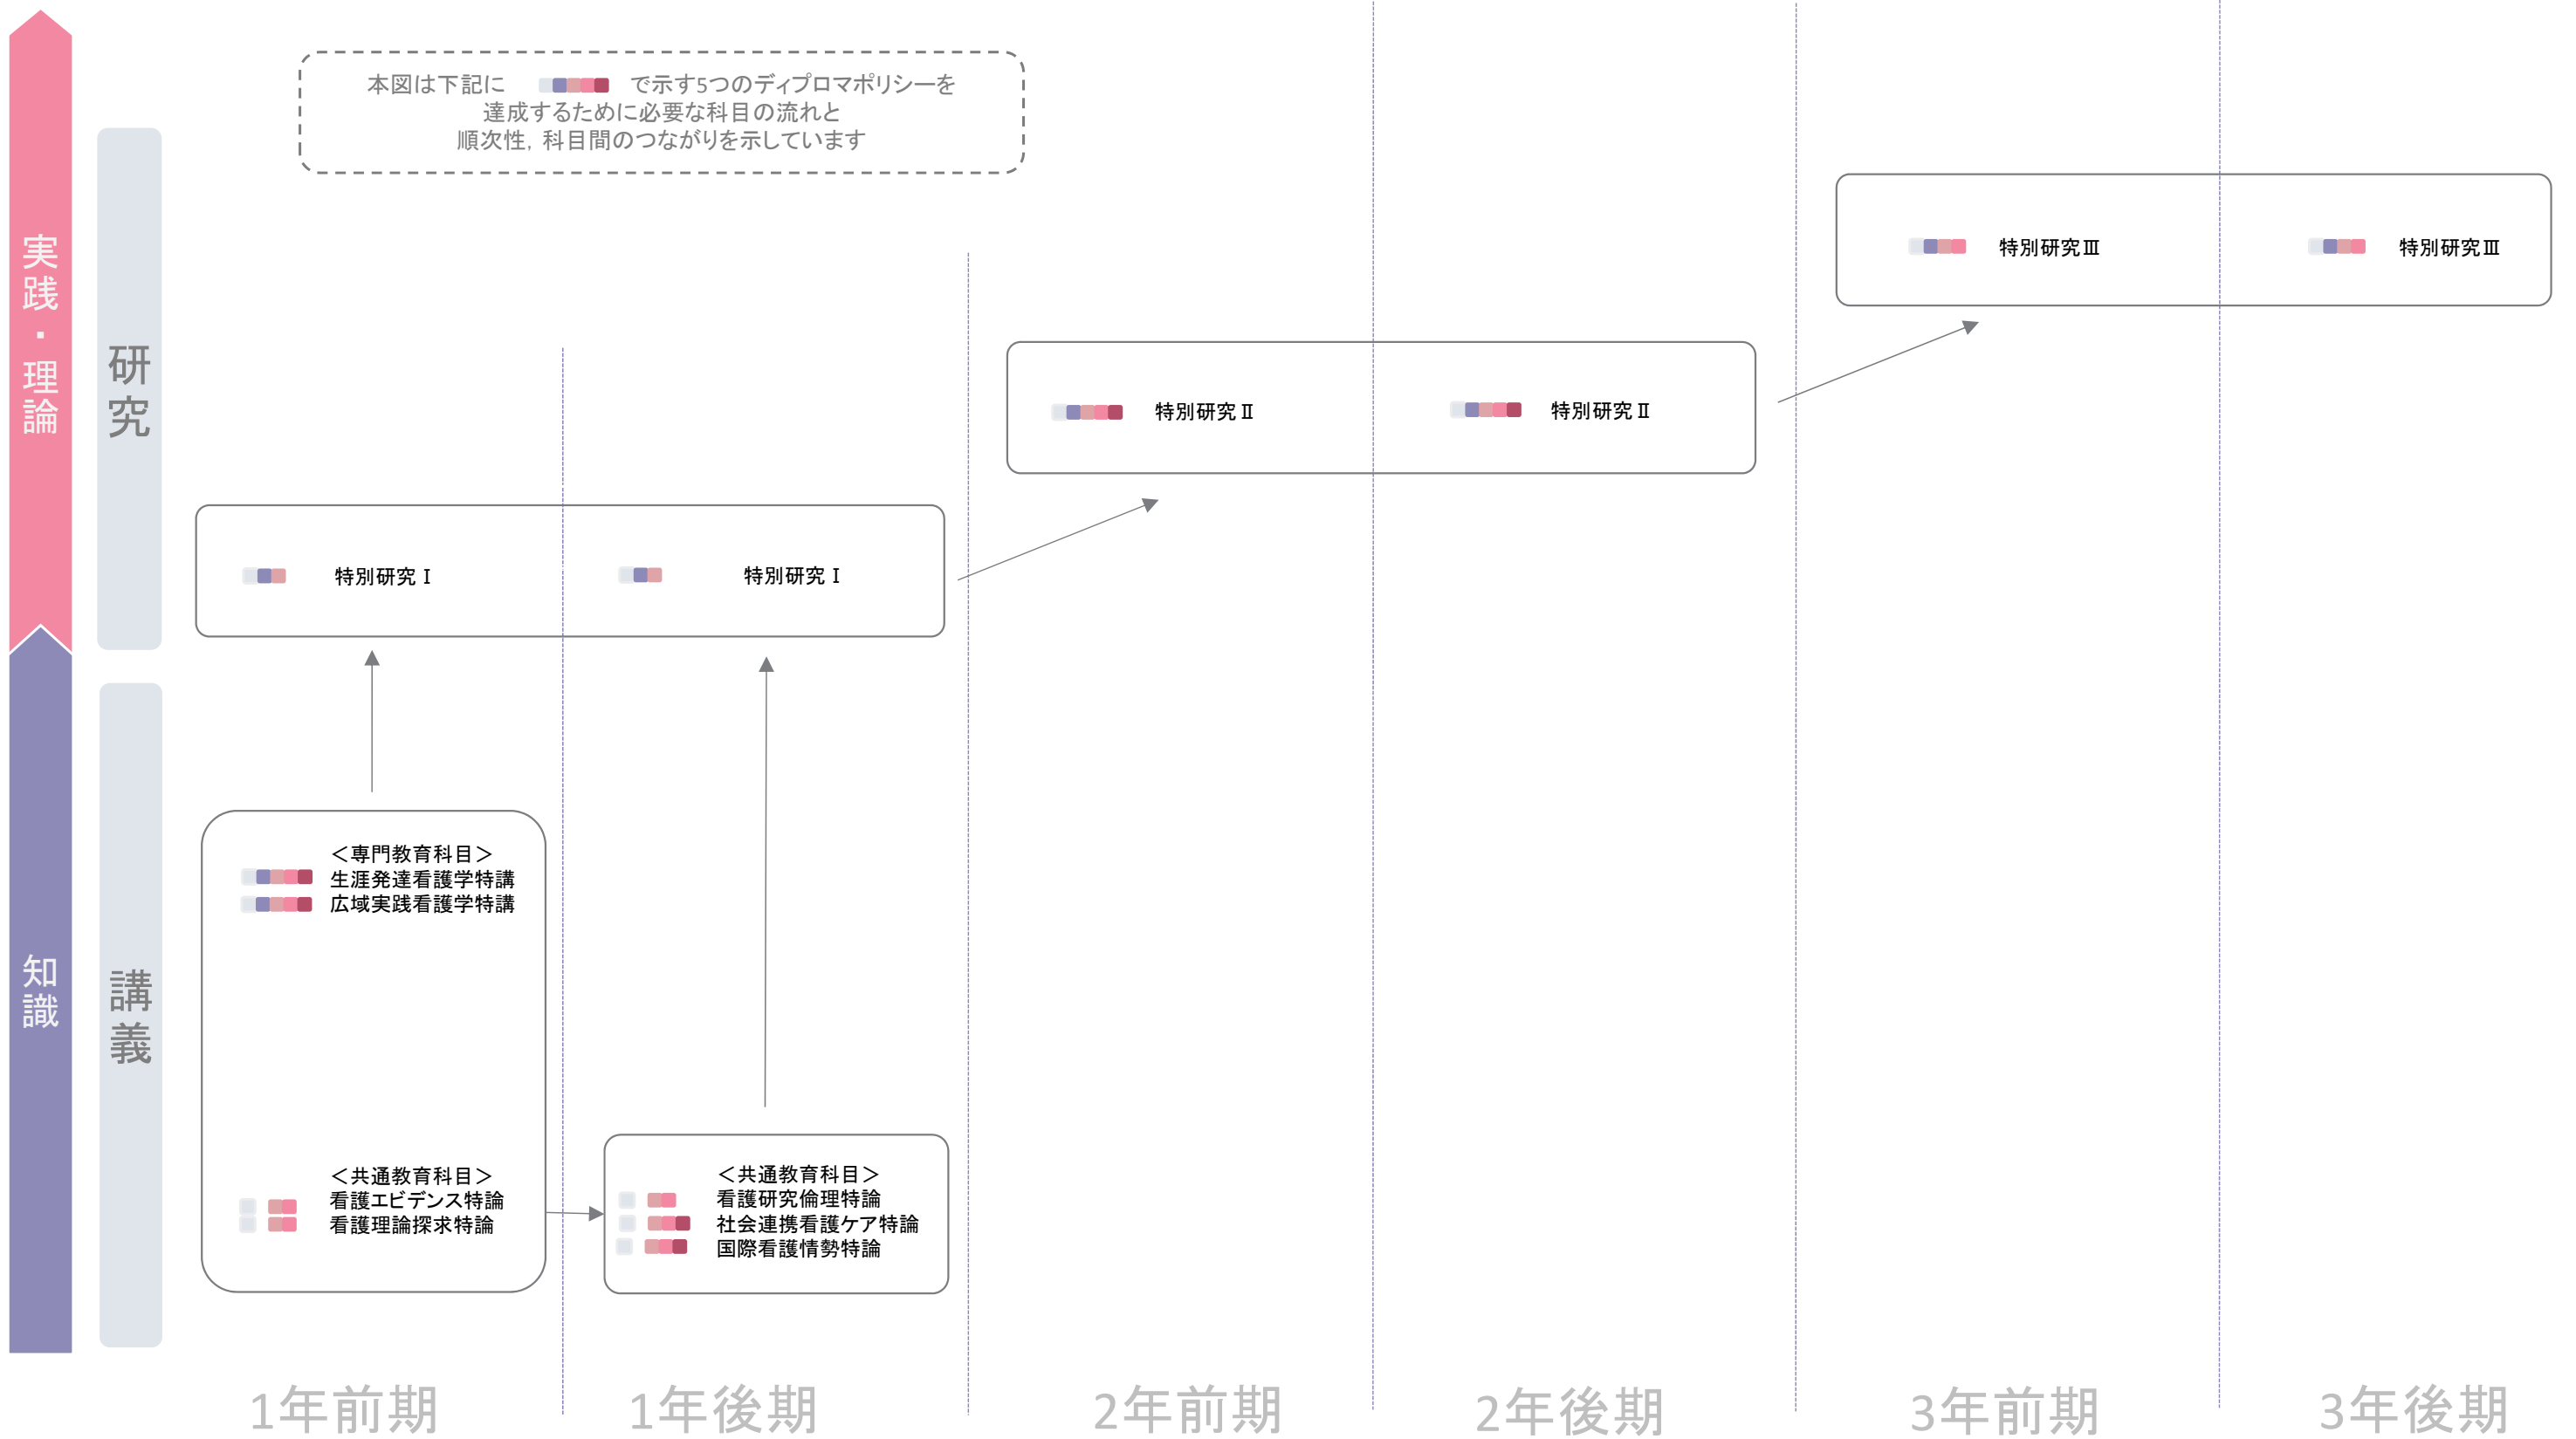 本図は下記に で示す5つのディプロマポリシーを
達成するために必要な科目の流れと
順次性，科目間のつながりを示しています
実践・理論
研究
特別研究Ⅲ
特別研究Ⅲ
特別研究Ⅱ
特別研究Ⅱ
特別研究Ⅰ
特別研究Ⅰ
知識
講義
＜専門教育科目＞
生涯発達看護学特講
広域実践看護学特講
＜共通教育科目＞
看護エビデンス特論
看護理論探求特論
＜共通教育科目＞
看護研究倫理特論
社会連携看護ケア特論
国際看護情勢特論
1年前期
1年後期
2年前期
2年後期
3年前期
3年後期